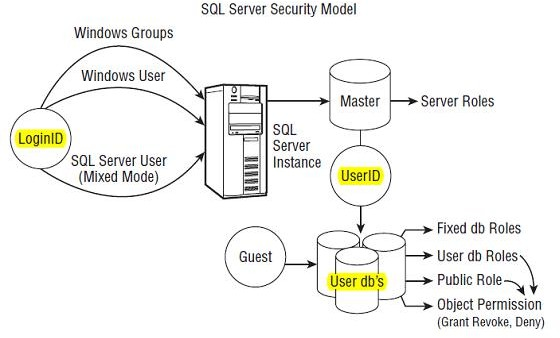 SQL Server Security Model
Windows Groups
Windows User
LoginID
SQL Server User
(Mixed Mode)
SQL
Server
Instance
Master
Server Roles
UserID
Guest
User db's
Fixed db Roles
User db Roles
Public Role
Object Permission
(Grant Revoke, Deny)